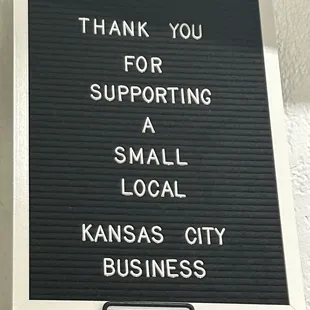 THANK YOU
FOR
SUPPORTING
A
SMALL
LOCAL
KANSAS CITY
BUSINESS